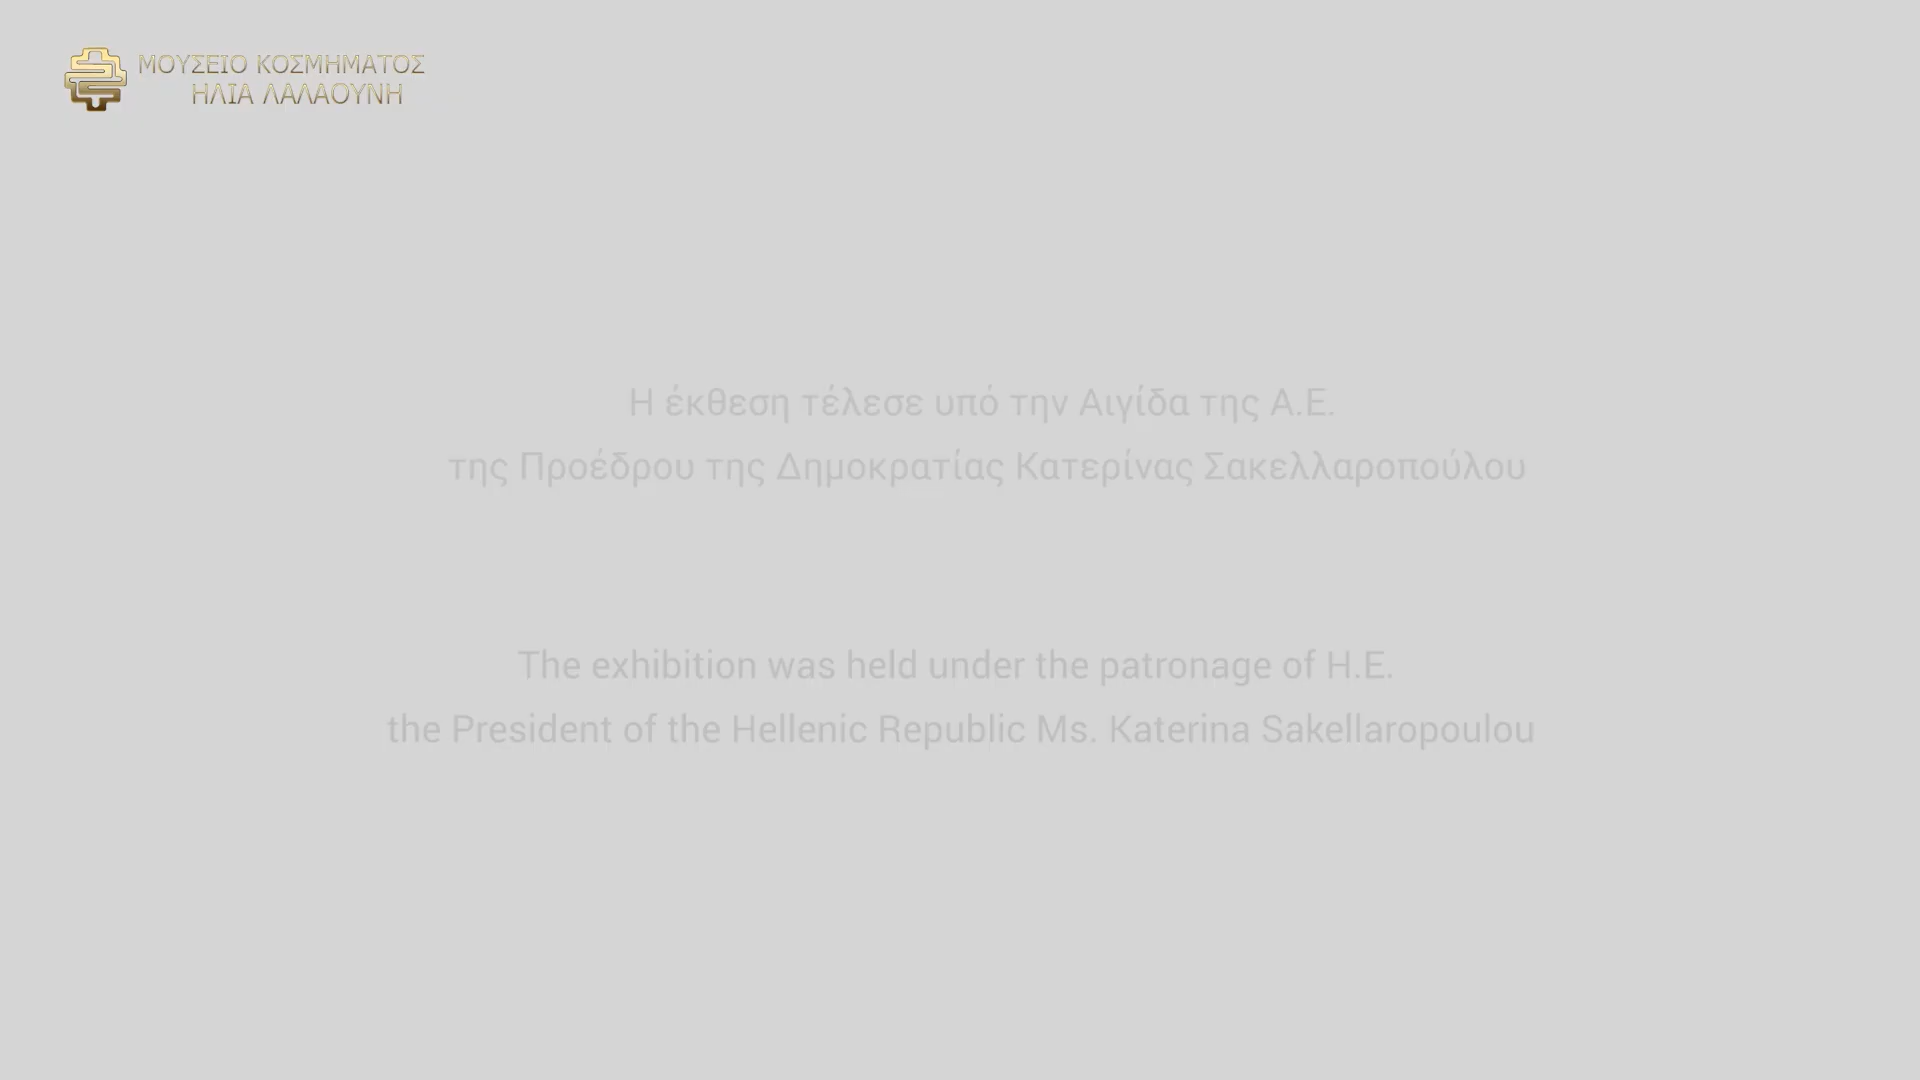 ΜΟΥΣΕΙΟ ΚΟΣΜΗΜΑΤΟΣ
ΗΛΙΑ ΛΑΛΑΟΥΝΗ
Η έκθεση τέλεσε υπό την Αιγίδα της Α.Ε.
της Προέδρου της Δημοκρατίας Κατερίνας Σακελλαροπούλου
The exhibition was held under the patronage of H.E.
the President of the Hellenic Republic Ms. Katerina Sakellaropoulou